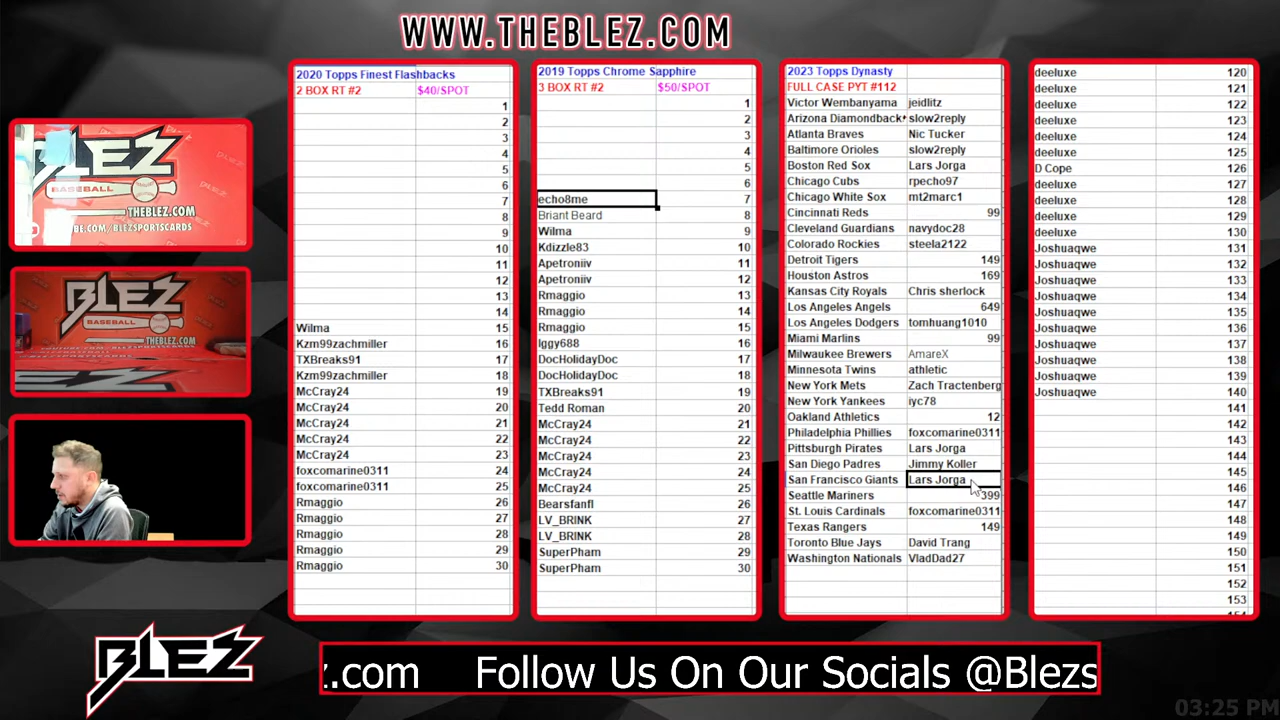 WWW.THEBLEZ.COM
BLEZ
BASEBALL
THEBLEZ.COM
BLEZ
BASEBALL
THEBLEZ.COM
2020 Topps Finest Flashbacks
2 BOX RT #2 $40/SPOT
1
2
3
4
5
6
7
8
9
10
11
12
13
14
Wilma 15
Kzm99zachmiller 16
TXBreaks91 17
Kzm99zachmiller 18
McCray24 19
McCray24 20
McCray24 21
McCray24 22
McCray24 23
foxcomarine0311 24
foxcomarine0311 25
Rmaggio 26
Rmaggio 27
Rmaggio 28
Rmaggio 29
Rmaggio 30
2019 Topps Chrome Sapphire
3 BOX RT #2 $50/SPOT
1
2
3
4
5
6
echo8me 7
Briant Beard 8
Wilma 9
Kdizzle83 10
Apetroniiv 11
Apetroniiv 12
Rmaggio 13
Rmaggio 14
Rmaggio 15
Iggy688 16
DocHolidayDoc 17
DocHolidayDoc 18
TXBreaks91 19
Tedd Roman 20
McCray24 21
McCray24 22
McCray24 23
McCray24 24
McCray24 25
Bearsfanfl 26
LV_BRINK 27
LV_BRINK 28
SuperPham 29
SuperPham 30
2023 Topps Dynasty
FULL CASE PYT #112
Victor Wembanyama jeidlitz
Arizona Diamondback slow2reply
Atlanta Braves Nic Tucker
Baltimore Orioles slow2reply
Boston Red Sox Lars Jorga
Chicago Cubs rpecho97
Chicago White Sox mt2marc1
Cincinnati Reds 99
Cleveland Guardians navydoc28
Colorado Rockies steela2122
Detroit Tigers 149
Houston Astros 169
Kansas City Royals Chris sherlock
Los Angeles Angels 649
Los Angeles Dodgers tomhuang1010
Miami Marlins 99
Milwaukee Brewers AmareX
Minnesota Twins athletic
New York Mets Zach Tractenberg
New York Yankees iyc78
Oakland Athletics 12
Philadelphia Phillies foxcomarine0311
Pittsburgh Pirates Lars Jorga
San Diego Padres Jimmy Koller
San Francisco Giants Lars Jorga
Seattle Mariners 399
St. Louis Cardinals foxcomarine0311
Texas Rangers 149
Toronto Blue Jays David Trang
Washington Nationals VladDad27
deeluxe 120
deeluxe 121
deeluxe 122
deeluxe 123
deeluxe 124
deeluxe 125
D Cope 126
deeluxe 127
deeluxe 128
deeluxe 129
deeluxe 130
Joshuaqwe 131
Joshuaqwe 132
Joshuaqwe 133
Joshuaqwe 134
Joshuaqwe 135
Joshuaqwe 136
Joshuaqwe 137
Joshuaqwe 138
Joshuaqwe 139
Joshuaqwe 140
141
142
143
144
145
146
147
148
149
150
151
152
153
BLEZ
z.com Follow Us On Our Socials @Blezs
03:25 PM